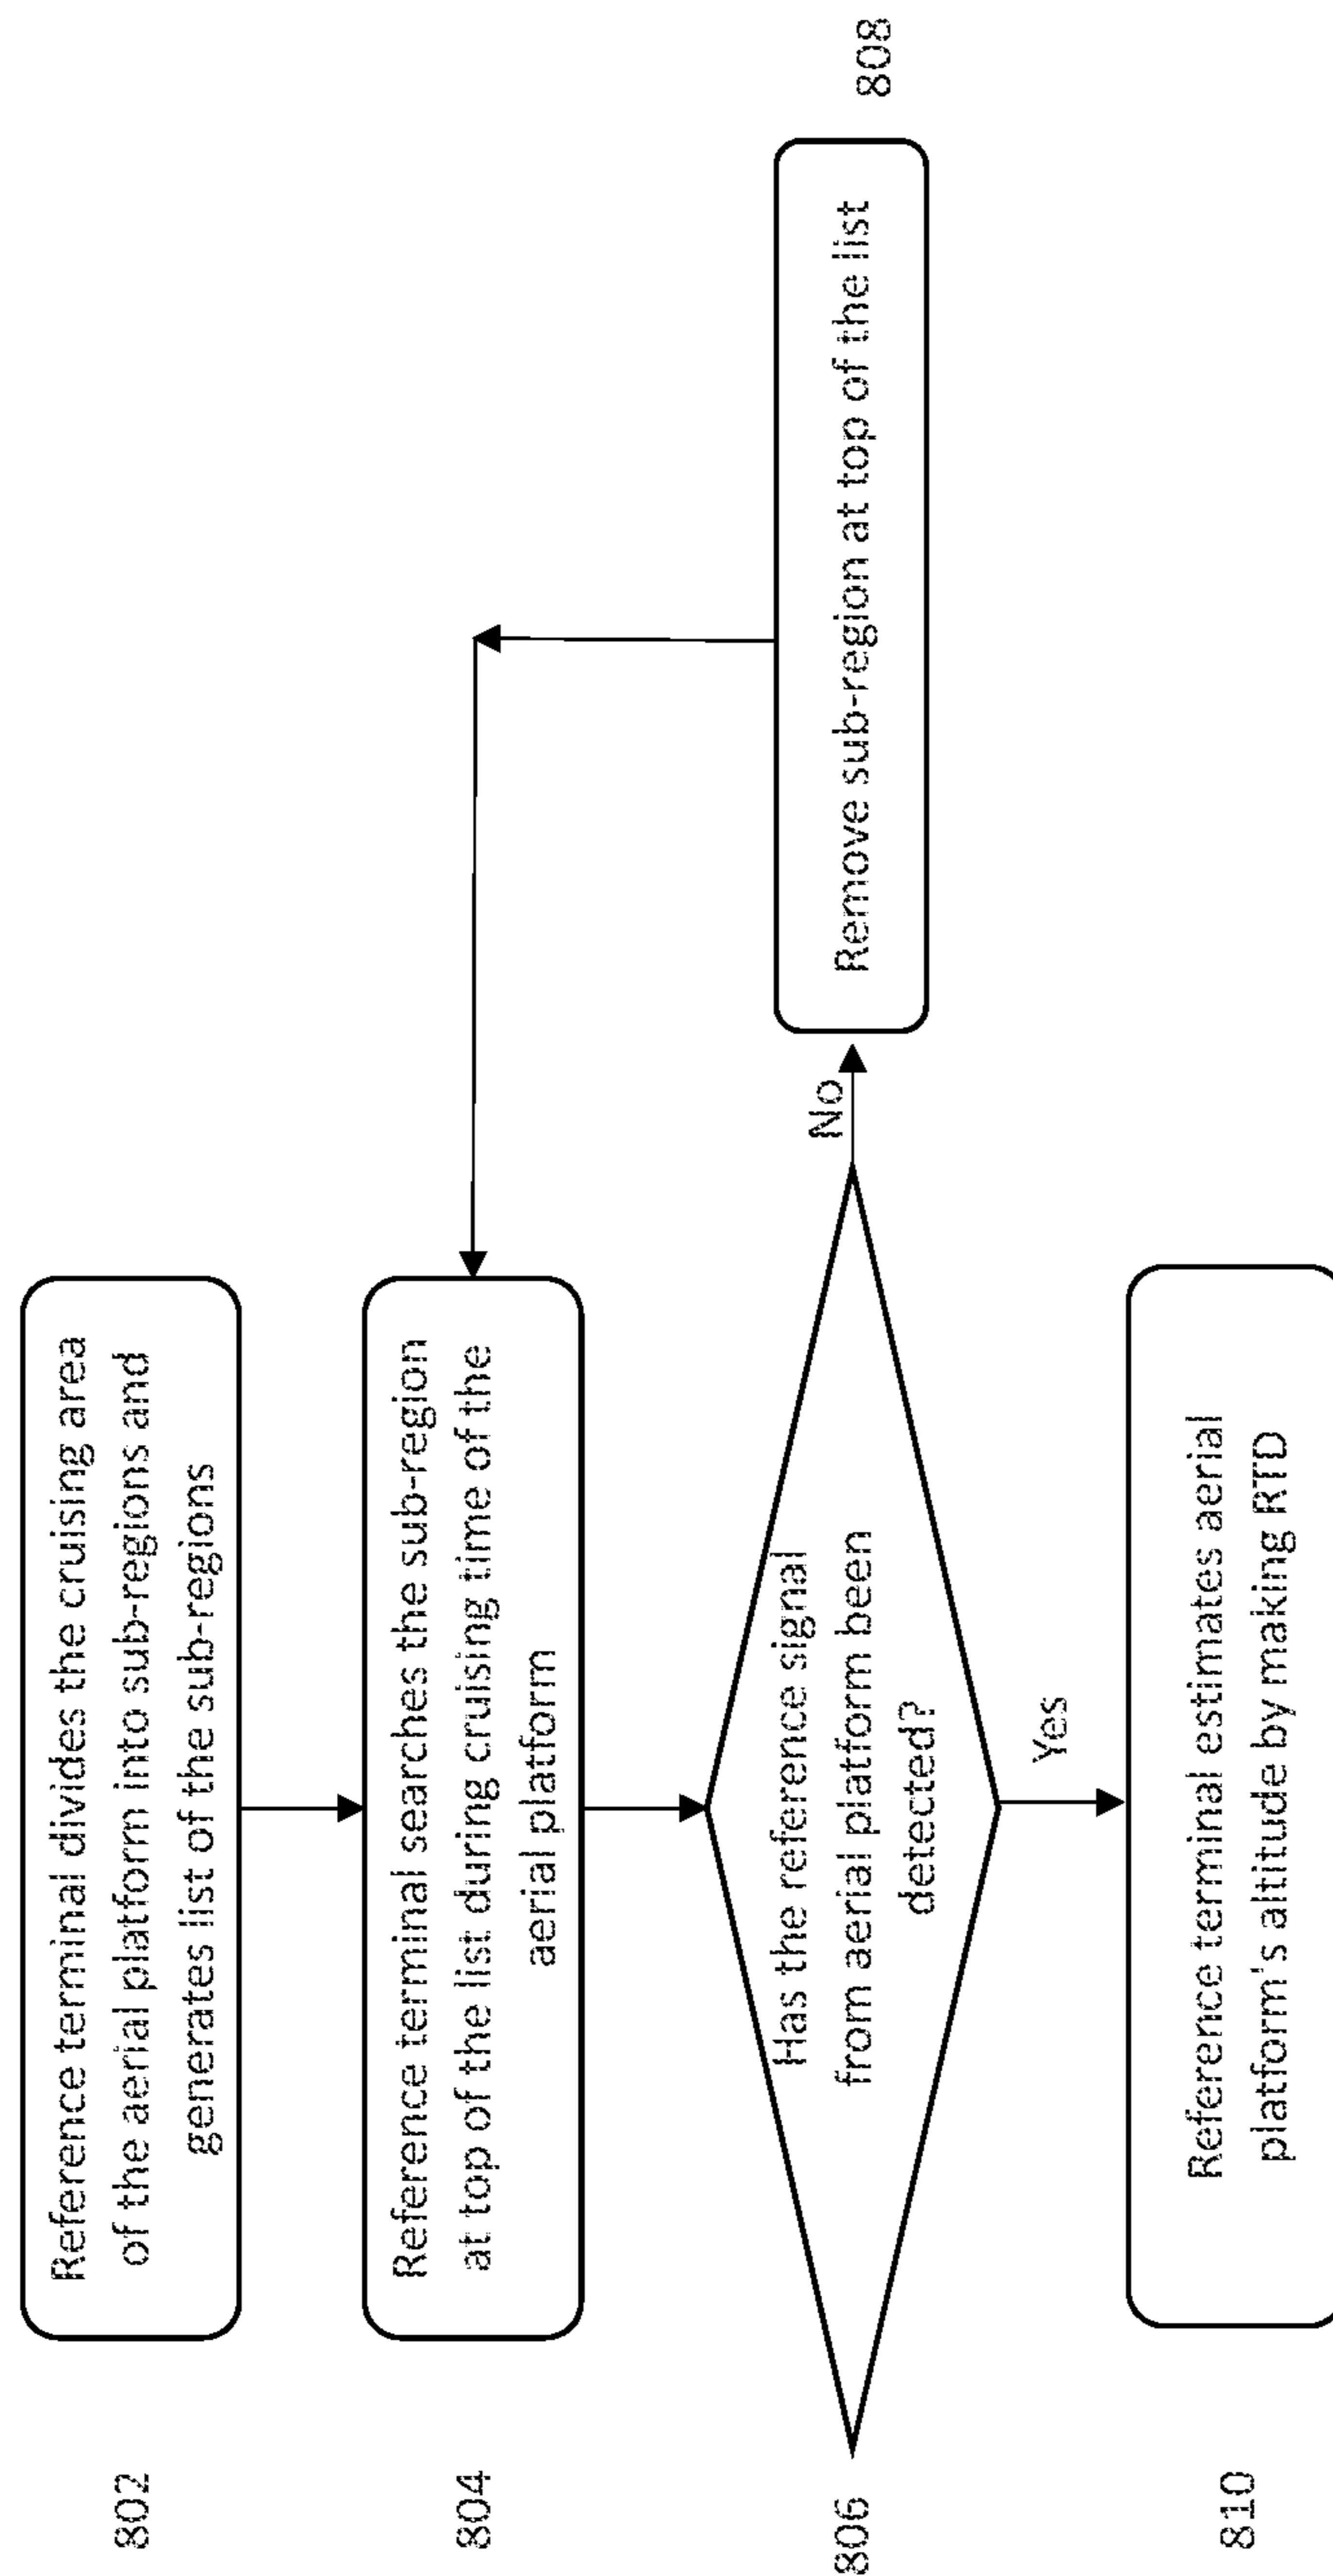 802
Reference terminal divides the cruising area
of the aerial platform into sub-regions and
generates list of the sub-regions
804
Reference terminal searches the sub-region
at top of the list during cruising time of the
aerial platform
806
Has the reference signal
from aerial platform been
detected?
No
Remove sub-region at top of the list
808
Yes
810
Reference terminal estimates aerial
platform's altitude by making RTD